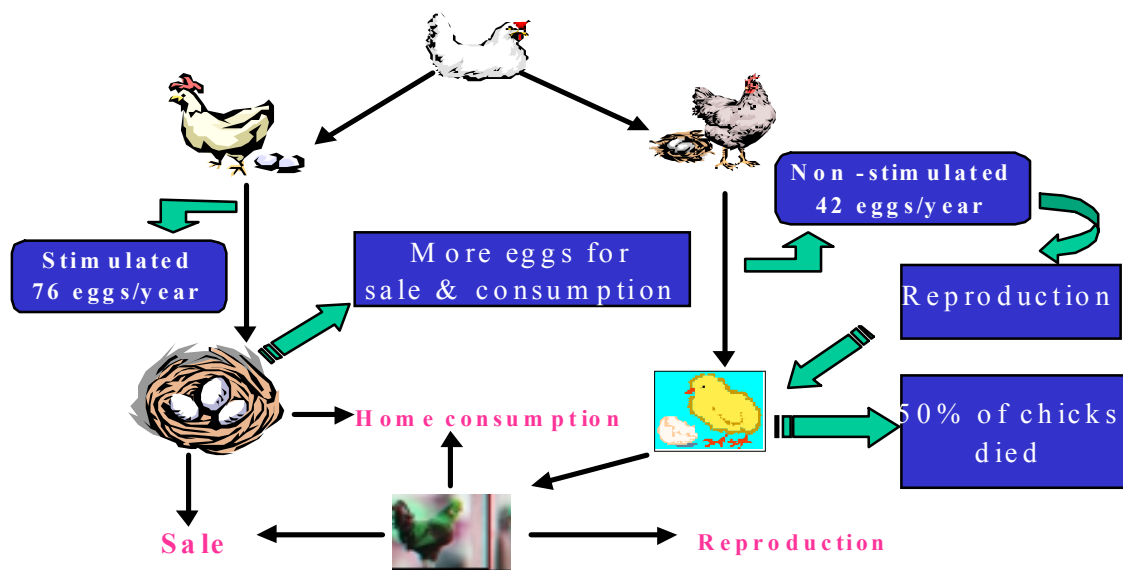 Non -stimulated
42 eggs/year
Stimulated
76 eggs/year
More eggs for
sale & consumption
Reproduction
Home consumption
50% of chicks
died
Sale
Reproduction